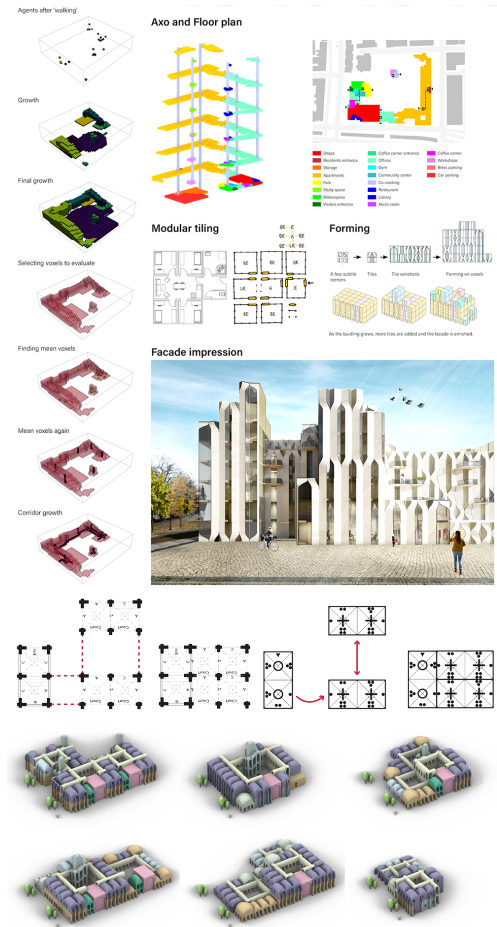 Agents after 'walking'
Growth
Final growth
Selecting voxels to evaluate
Finding mean voxels
Mean voxels again
Corridor growth
Axo and Floor plan
Shops
Residents entrance
Storage
Apartments
Hub
Study space
Makerspace
Visitors entrance
Coffee corner entrance
Offices
Gym
Community center
Co-cooking
Restaurant
Library
Music room
Coffee corner
Workshops
Bikes parking
Car parking
Modular tiling
Forming
A few subtle
corners
Tiles
Tile variations
Forming on voxels
As the building grows, more tiles are added and the facade is enriched.
Facade impression
Court
Court
Court
Court